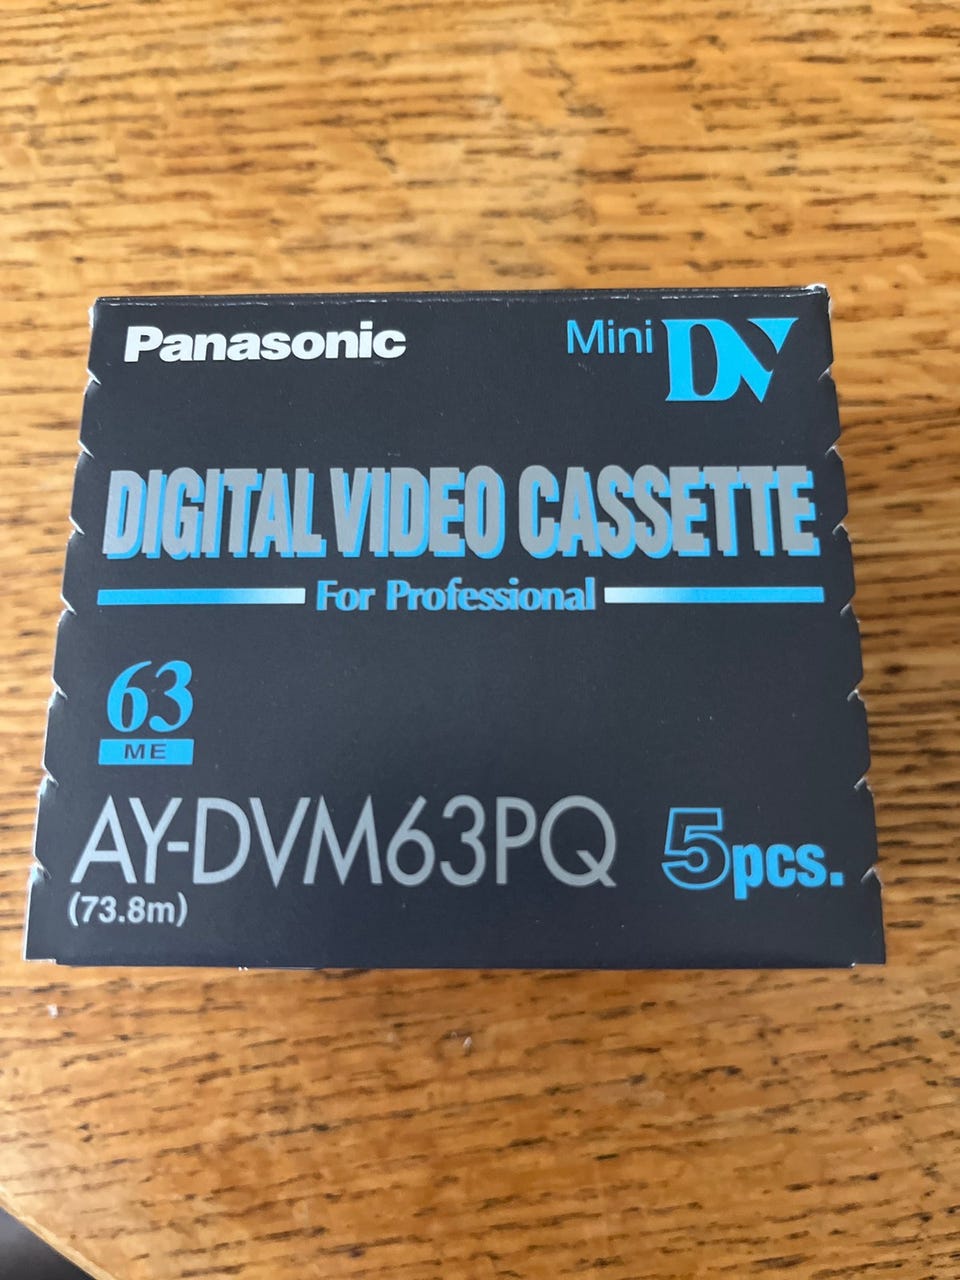 Panasonic
Mini DV
DIGITAL VIDEO CASSETTE
For Professional
63
ME
AY-DVM63PQ
5pcs.
(73.8m)